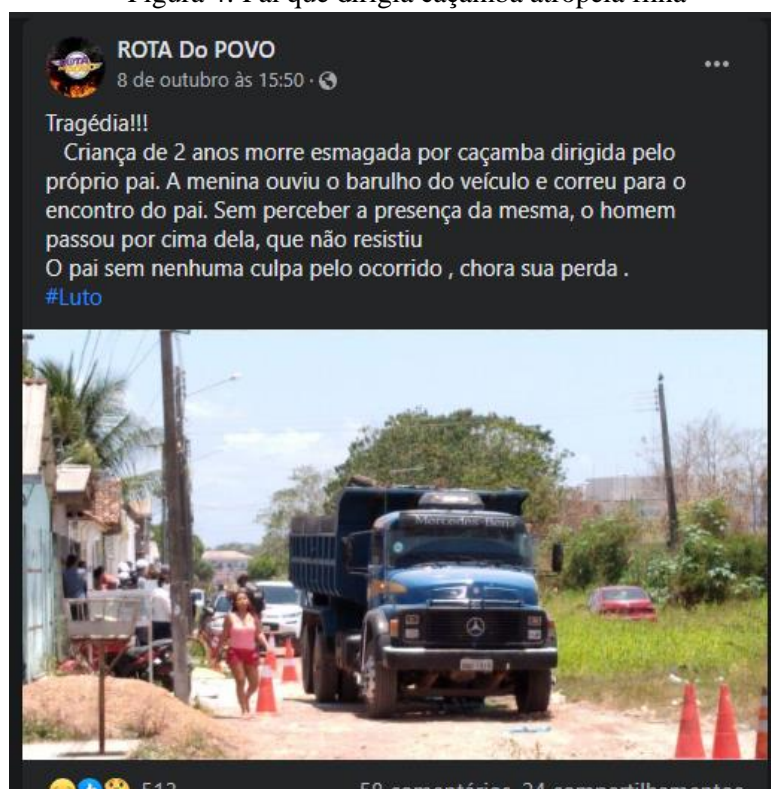 Figura 4: Pai que dirigia caçamba atropela filha
ROTA Do POVO
8 de outubro às 15:50
Tragédia!!!
Criança de 2 anos morre esmagada por caçamba dirigida pelo
próprio pai. A menina ouviu o barulho do veículo e correu para o
encontro do pai. Sem perceber a presença da mesma, o homem
passou por cima dela, que não resistiu
O pai sem nenhuma culpa pelo ocorrido , chora sua perda .
#Luto
Mercedes-Benz
512 58 comentários 24 compartilhamentos